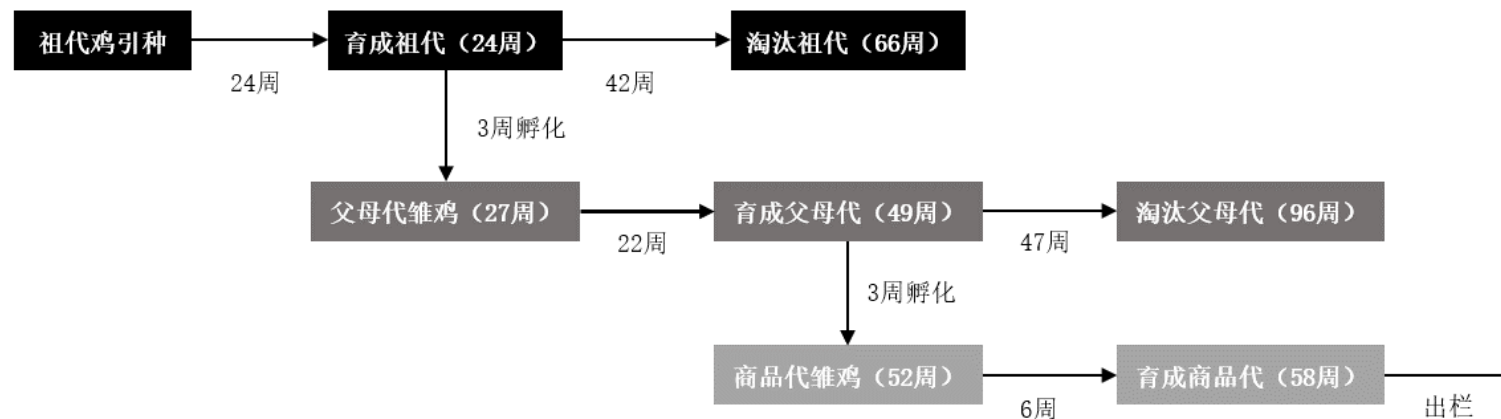 祖代鸡引种
育成祖代（24周）
淘汰祖代（66周）
24周
42周
3周孵化
父母代雏鸡（27周）
育成父母代（49周）
淘汰父母代（96周）
22周
47周
3周孵化
商品代雏鸡（52周）
育成商品代（58周）
6周
出栏